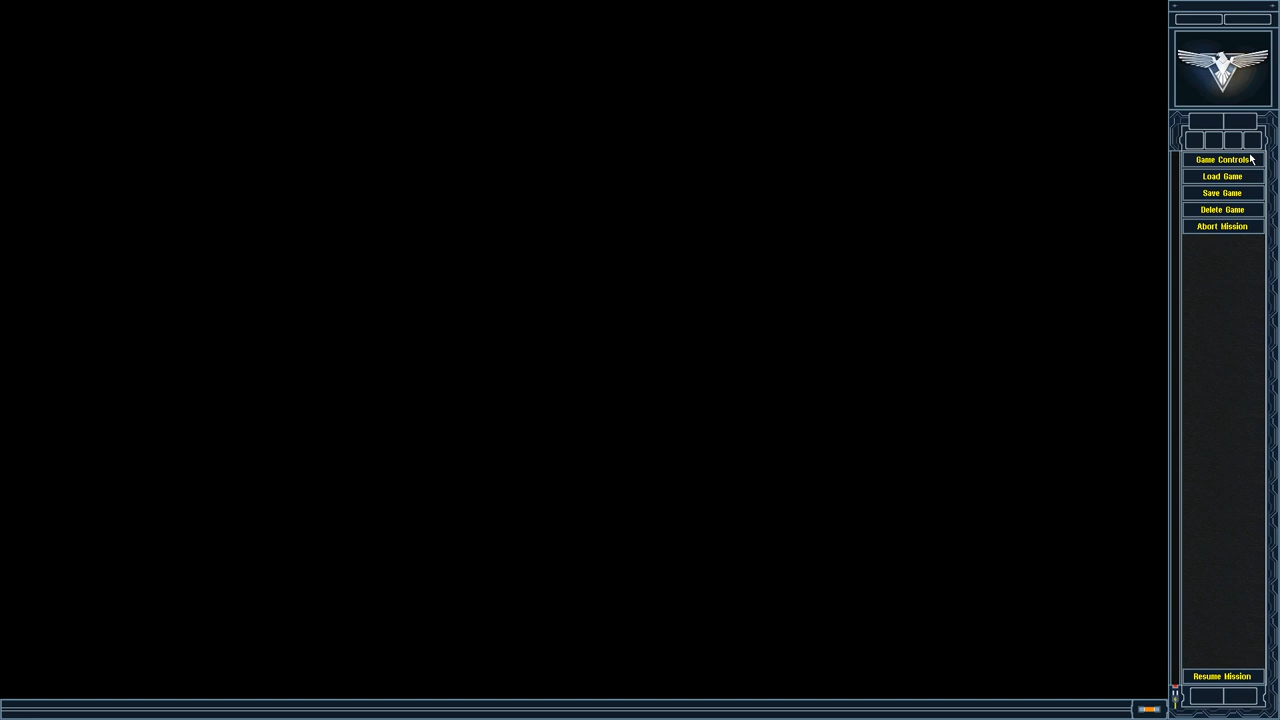 Game Controls
Load Game
Save Game
Delete Game
Abort Mission
Resume Mission